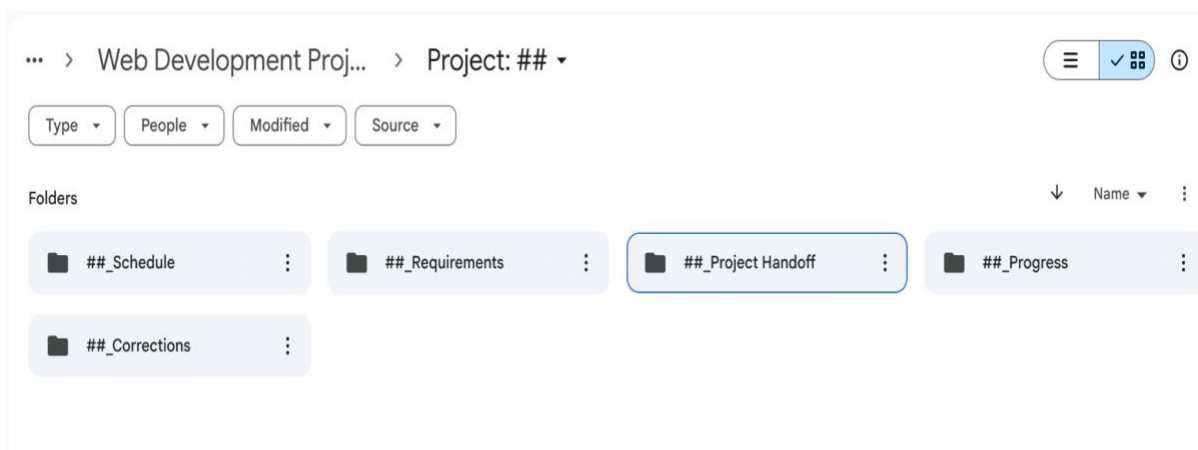 ... > Web Development Proj... > Project: ##
Type People Modified Source
Folders Name
##_Schedule ##_Requirements ##_Project Handoff ##_Progress
##_Corrections